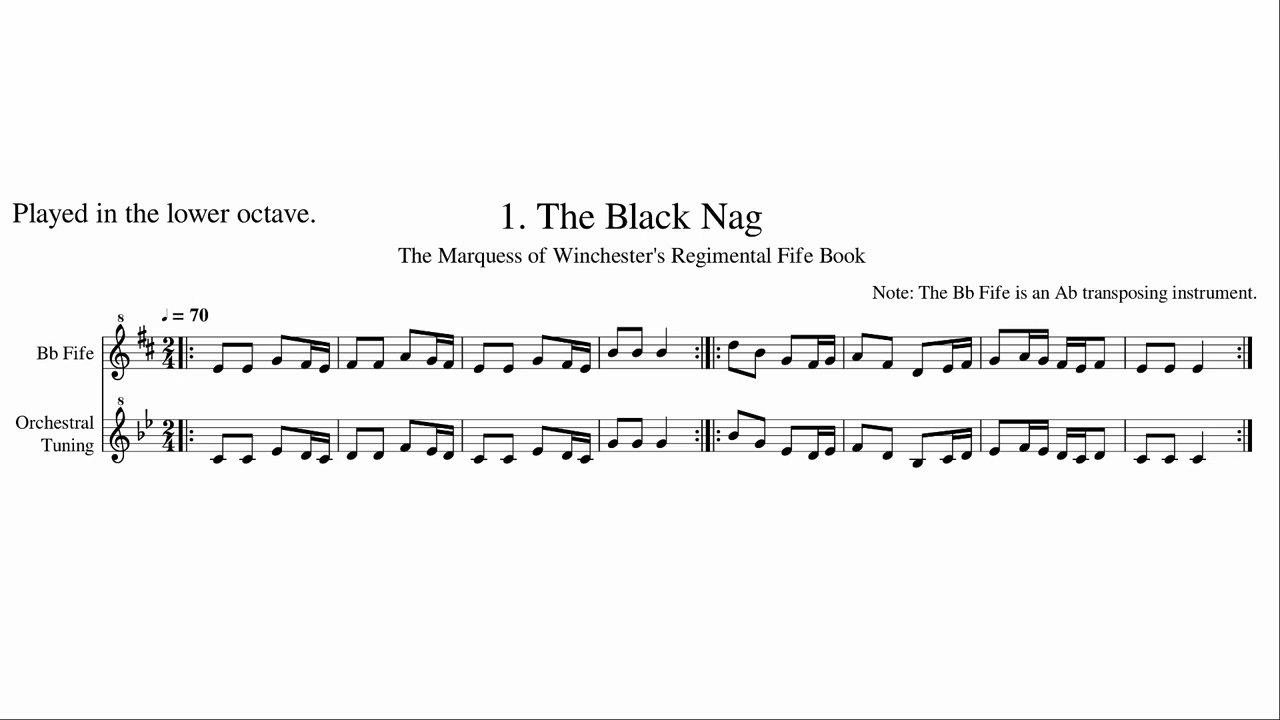 Played in the lower octave.
1. The Black Nag
The Marquess of Winchester's Regimental Fife Book
Note: The Bb Fife is an Ab transposing instrument.
♩ = 70
8
Bb Fife
2
4
8
Orchestral
Tuning
2
4